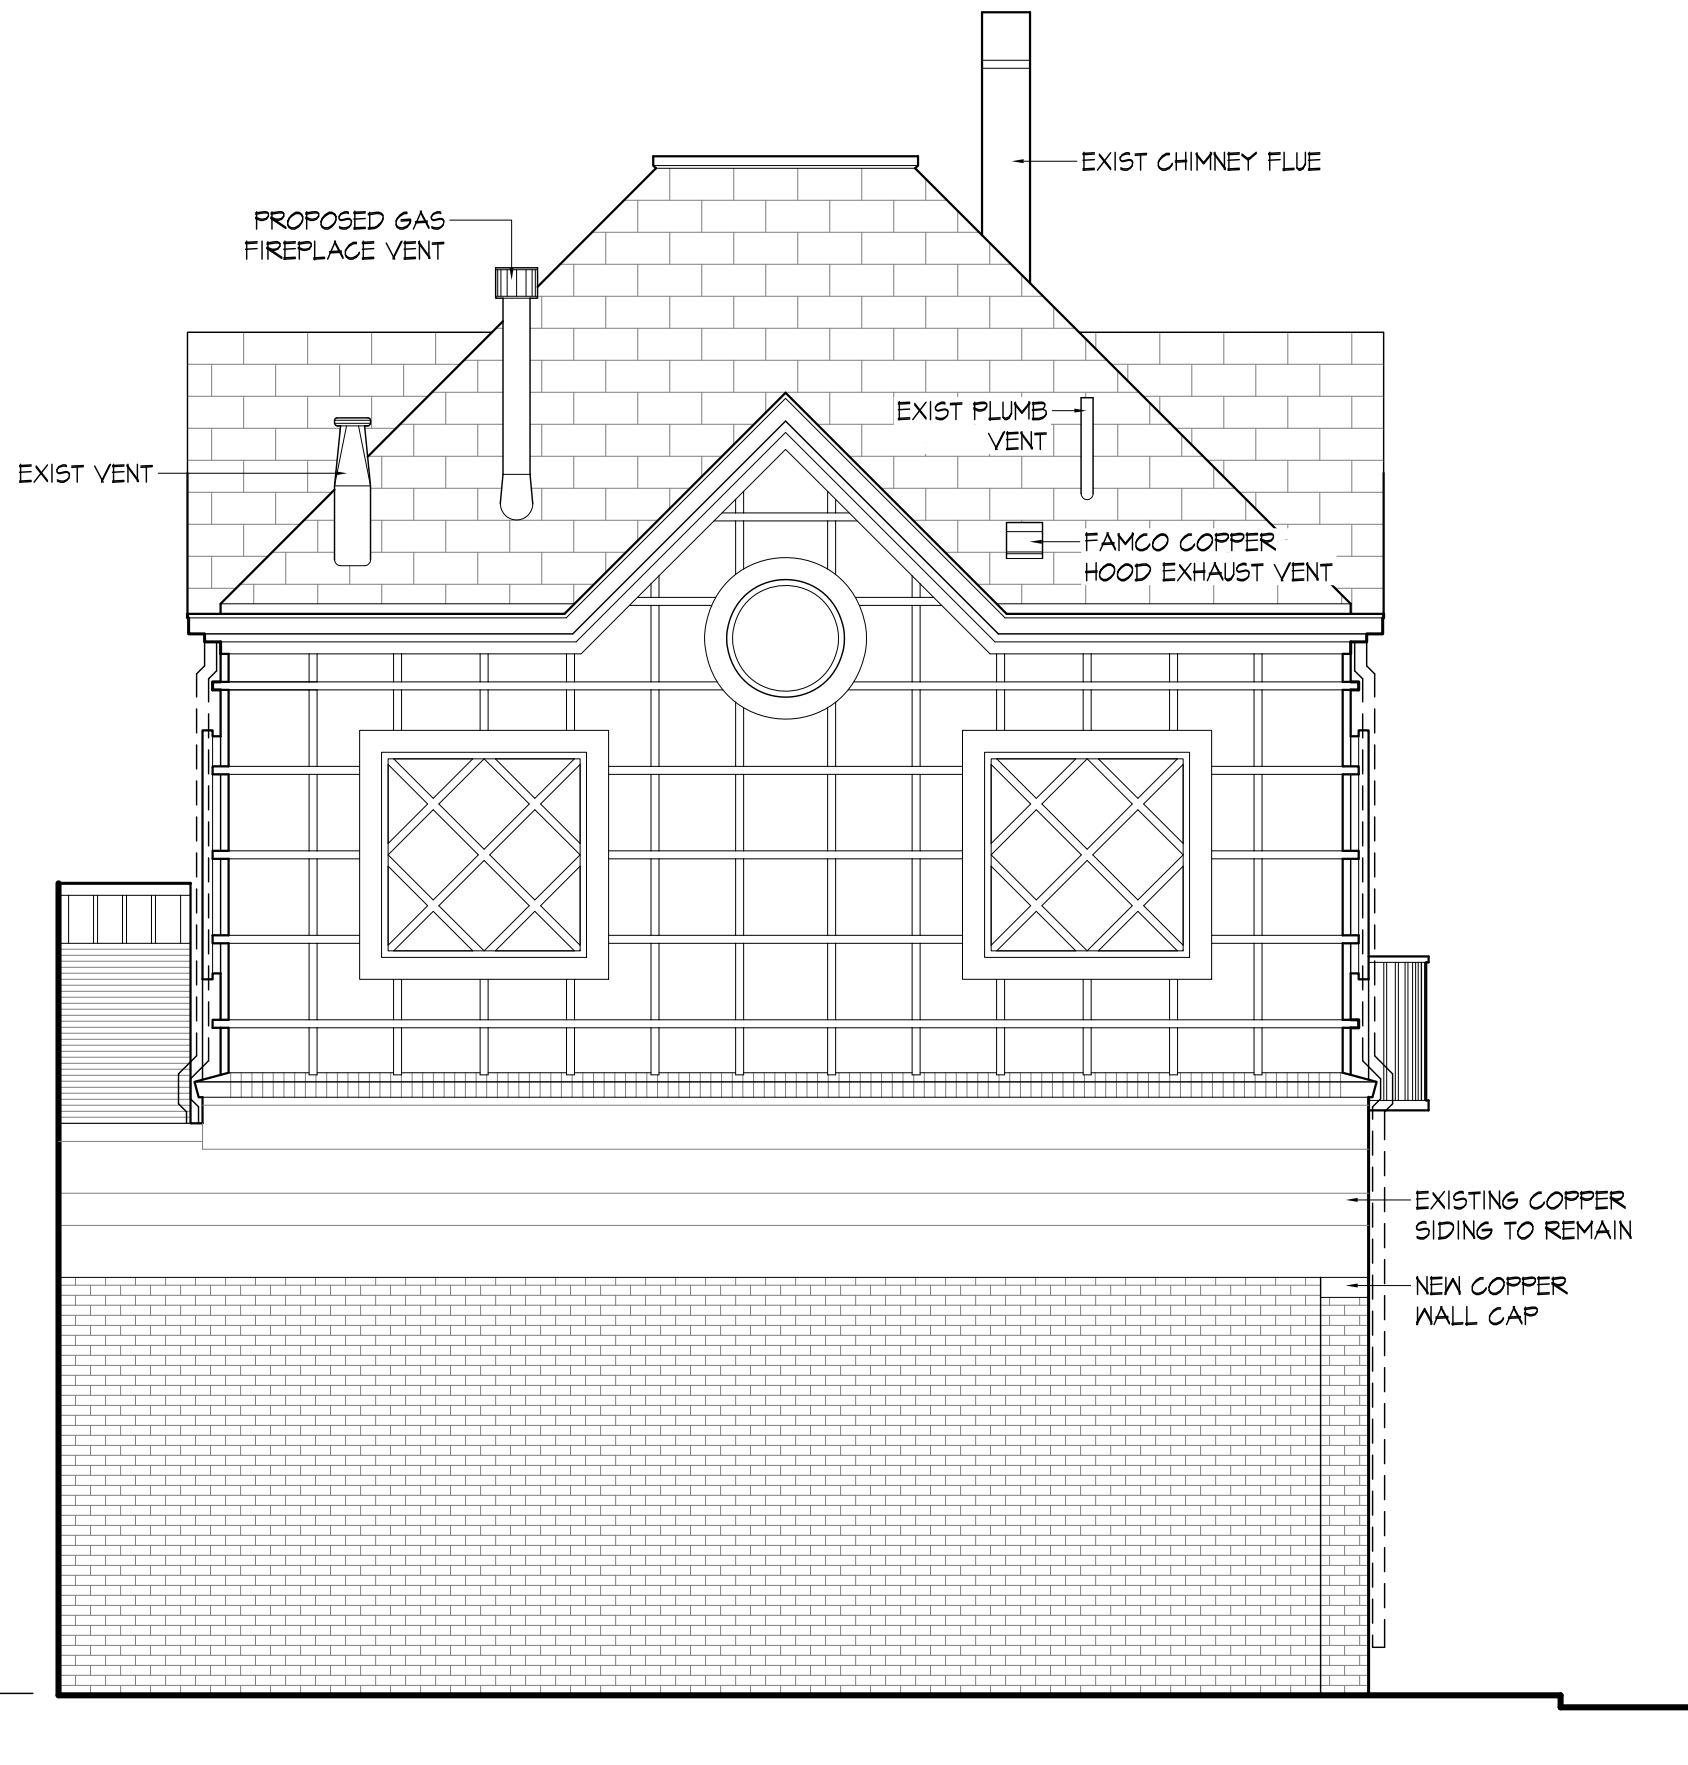 EXIST CHIMNEY FLUE
PROPOSED GAS
FIREPLACE VENT
EXIST PLUMB
VENT
EXIST VENT
FAMCO COPPER
HOOD EXHAUST VENT
EXISTING COPPER
SIDING TO REMAIN
NEW COPPER
WALL CAP